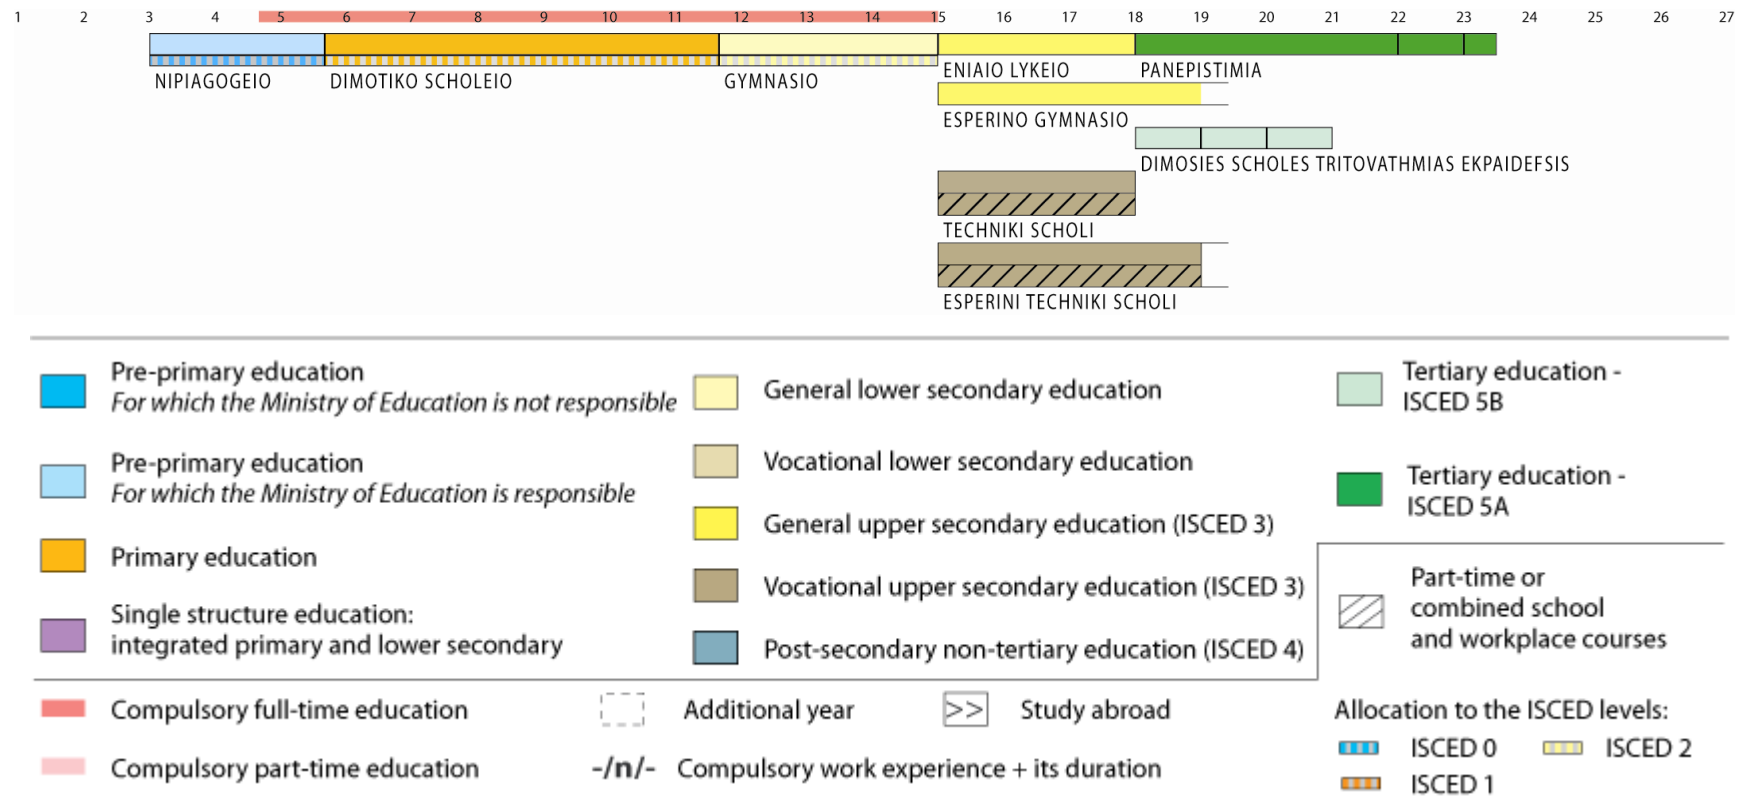 1 2 3 4 5 6 7 8 9 10 11 12 13 14 15 16 17 18 19 20 21 22 23 24 25 26 27
NIPIAGOGEIO DIMOTIKO SCHOLEIO GYMNASIO ENIAIO LYKEIO PANEPISTIMIA
ESPERINO GYMNASIO
DIMOSIES SCHOLES TRITOVATHMIAS EKPAIDEFSIS
TECHNIKI SCHOLI
ESPERINI TECHNIKI SCHOLI
Pre-primary education
For which the Ministry of Education is not responsible
Pre-primary education
For which the Ministry of Education is responsible
Primary education
Single structure education:
integrated primary and lower secondary
General lower secondary education
Vocational lower secondary education
General upper secondary education (ISCED 3)
Vocational upper secondary education (ISCED 3)
Post-secondary non-tertiary education (ISCED 4)
Tertiary education -
ISCED 5B
Tertiary education -
ISCED 5A
Part-time or
combined school
and workplace courses
Compulsory full-time education
Compulsory part-time education
Additional year
>> Study abroad
-/n/- Compulsory work experience + its duration
Allocation to the ISCED levels:
ISCED 0 ISCED 2
ISCED 1